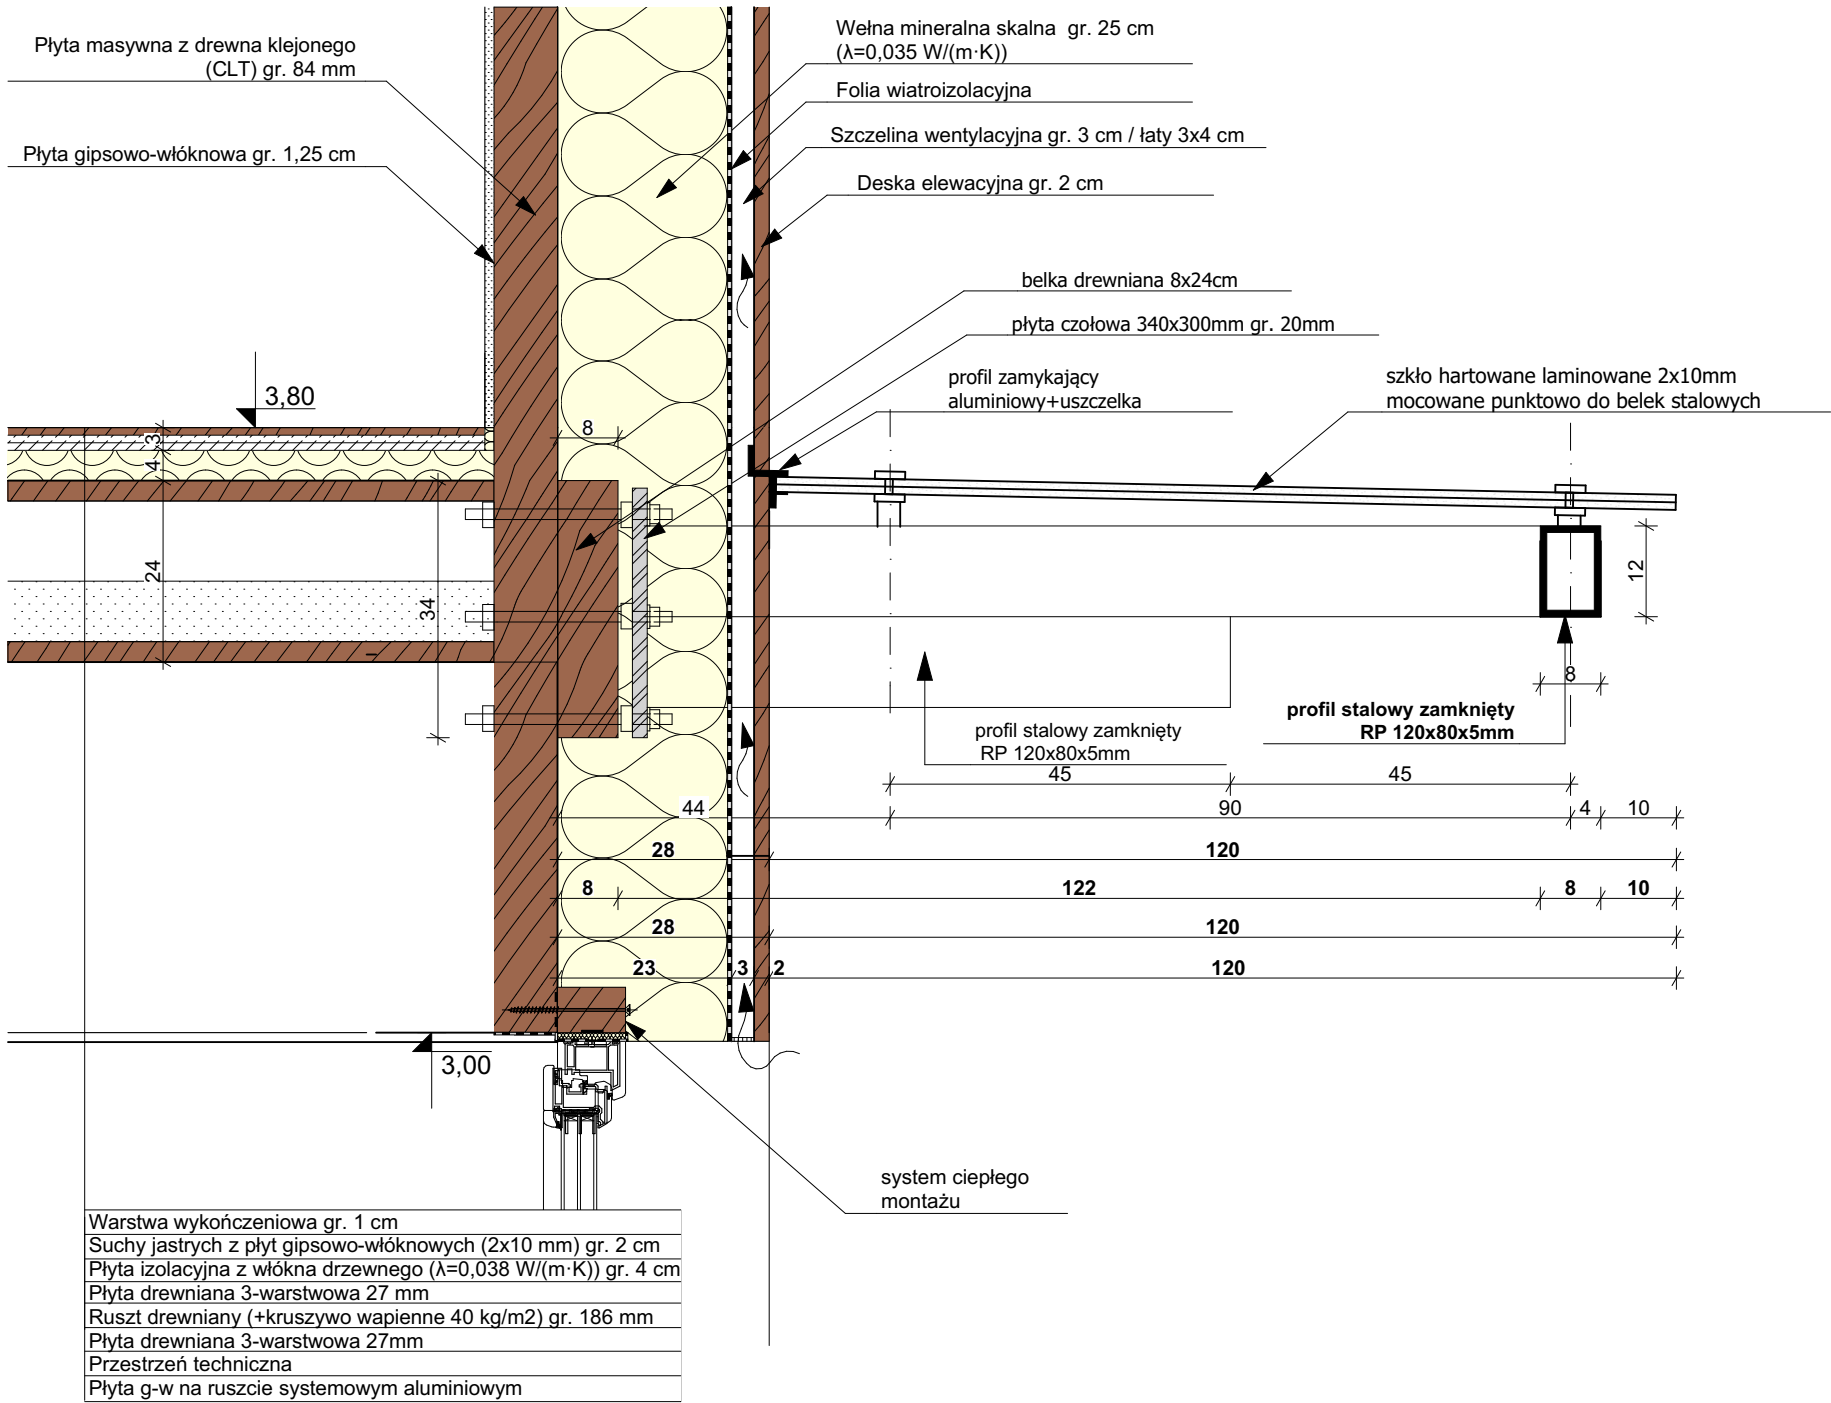 Płyta masywna z drewna klejonego
(CLT) gr. 84 mm
Płyta gipsowo-włóknowa gr. 1,25 cm
Wełna mineralna skalna gr. 25 cm
(λ=0,035 W/(m·K))
Folia wiatroizolacyjna
Szczelina wentylacyjna gr. 3 cm / łaty 3x4 cm
Deska elewacyjna gr. 2 cm
belka drewniana 8x24cm
płyta czołowa 340x300mm gr. 20mm
profil zamykający
aluminiowy+uszczelka
szkło hartowane laminowane 2x10mm
mocowane punktowo do belek stalowych
3,80
3
4
24
34
8
12
8
profil stalowy zamknięty
RP 120x80x5mm
profil stalowy zamknięty
RP 120x80x5mm
45 45
44 90 4 10
28 120
8 122 8 10
28 120
23 3 2 120
3,00
system ciepłego
montażu
Warstwa wykończeniowa gr. 1 cm
Suchy jastrych z płyt gipsowo-włóknowych (2x10 mm) gr. 2 cm
Płyta izolacyjna z włókna drzewnego (λ=0,038 W/(m·K)) gr. 4 cm
Płyta drewniana 3-warstwowa 27 mm
Ruszt drewniany (+kruszywo wapienne 40 kg/m2) gr. 186 mm
Płyta drewniana 3-warstwowa 27mm
Przestrzeń techniczna
Płyta g-w na ruszcie systemowym aluminiowym